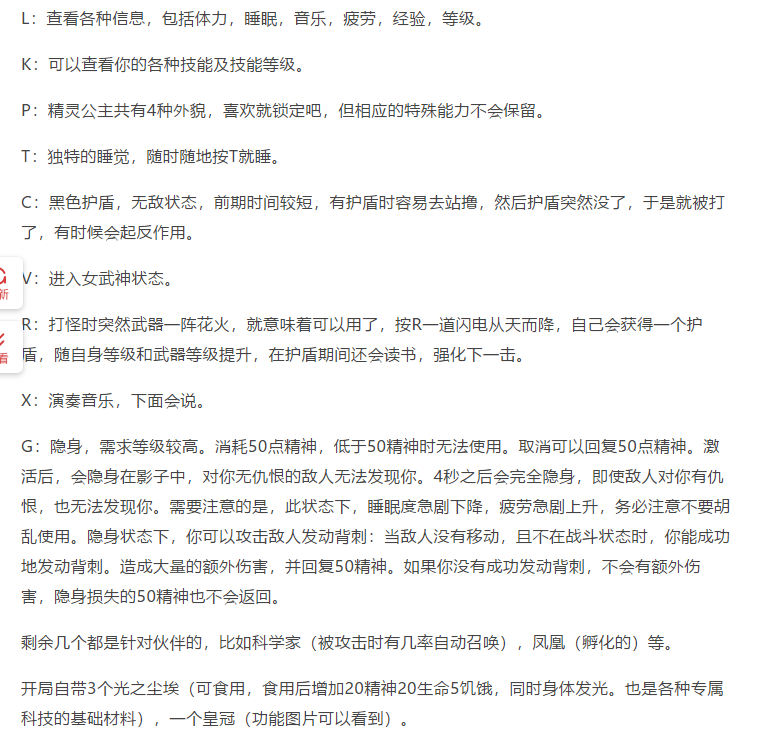 L：查看各种信息，包括体力，睡眠，音乐，疲劳，经验，等级。
K：可以查看你的各种技能及技能等级。
P：精灵公主共有4种外貌，喜欢就锁定吧，但相应的特殊能力不会保留。
T：独特的睡觉，随时随地按T就睡。
C：黑色护盾，无敌状态，前期时间较短，有护盾时容易去站撸，然后护盾突然没了，于是就被打
了，有时候会起反作用。
V：进入女武神状态。
新
R：打怪时突然武器一阵花火，就意味着可以用了，按R一道闪电从天而降，自己会获得一个护
盾，随自身等级和武器等级提升，在护盾期间还会读书，强化下一击。
看
X：演奏音乐，下面会说。
G：隐身，需求等级较高。消耗50点精神，低于50精神时无法使用。取消可以回复50点精神。激
活后，会隐身在影子中，对你无仇恨的敌人无法发现你。4秒之后会完全隐身，即使敌人对你有仇
恨，也无法发现你。需要注意的是，此状态下，睡眠度急剧下降，疲劳急剧上升，务必注意不要胡
乱使用。隐身状态下，你可以攻击敌人发动背刺：当敌人没有移动，且不在战斗状态时，你能成功
地发动背刺。造成大量的额外伤害，并回复50精神。如果你没有成功发动背刺，不会有额外伤
害，隐身损失的50精神也不会返回。
剩余几个都是针对伙伴的，比如科学家（被攻击时有几率自动召唤），凤凰（孵化的）等。
开局自带3个光之尘埃（可食用，食用后增加20精神20生命5饥饿，同时身体发光。也是各种专属
科技的基础材料），一个皇冠（功能图片可以看到）。